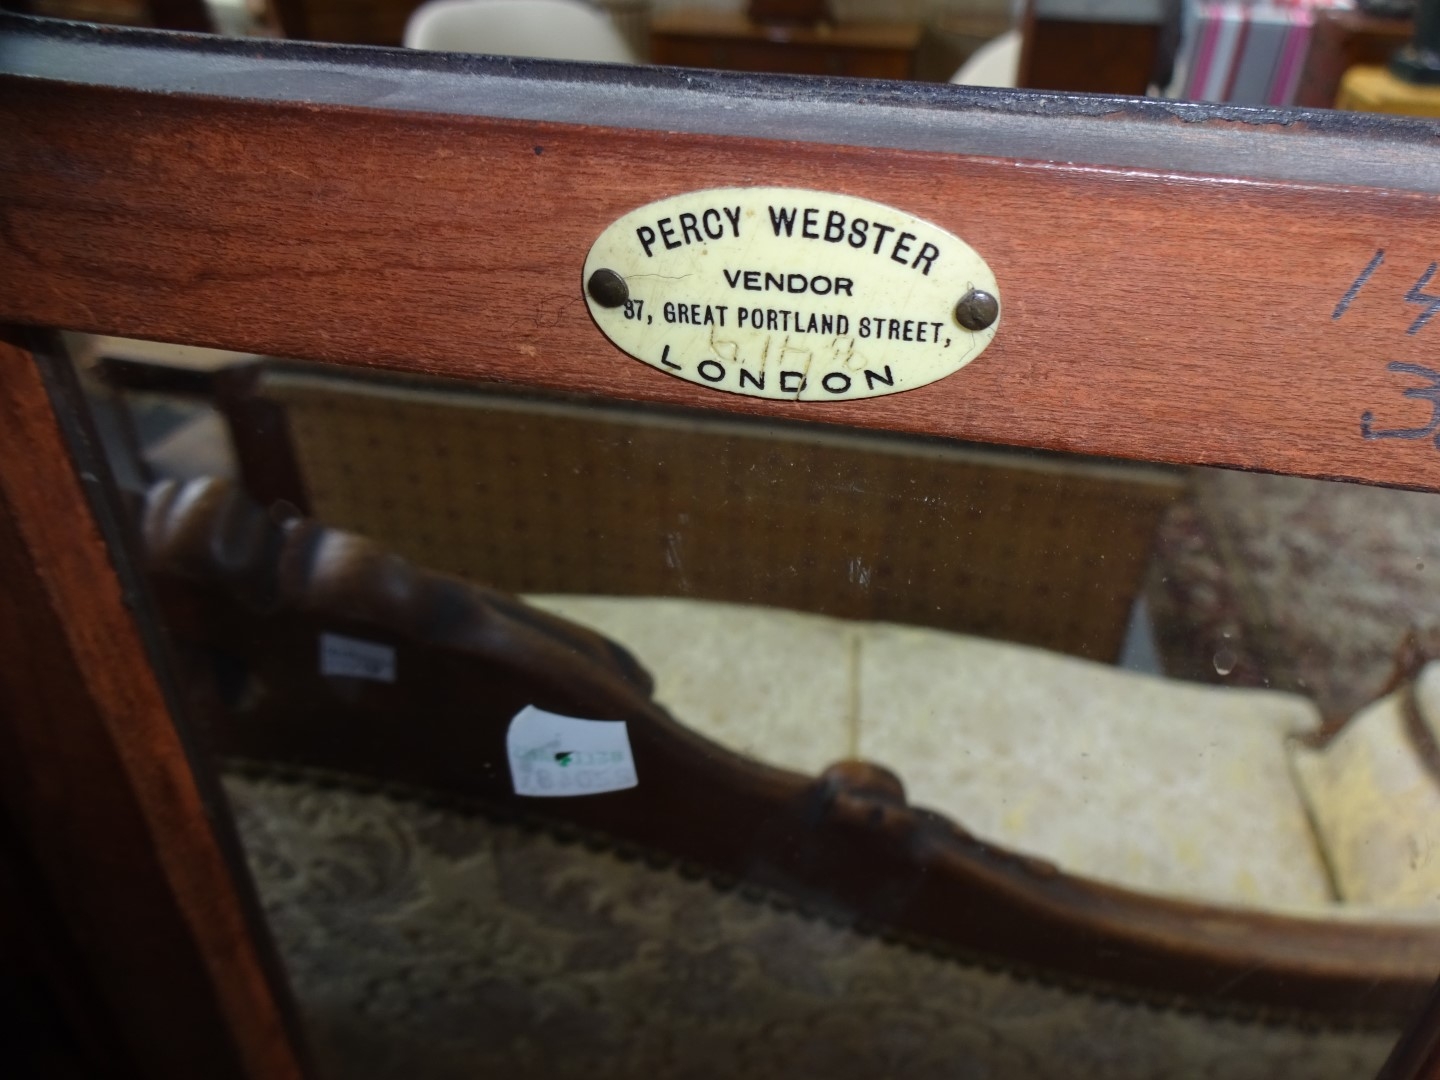 PERCY WEBSTER
VENDOR
37, GREAT PORTLAND STREET,
LONDON